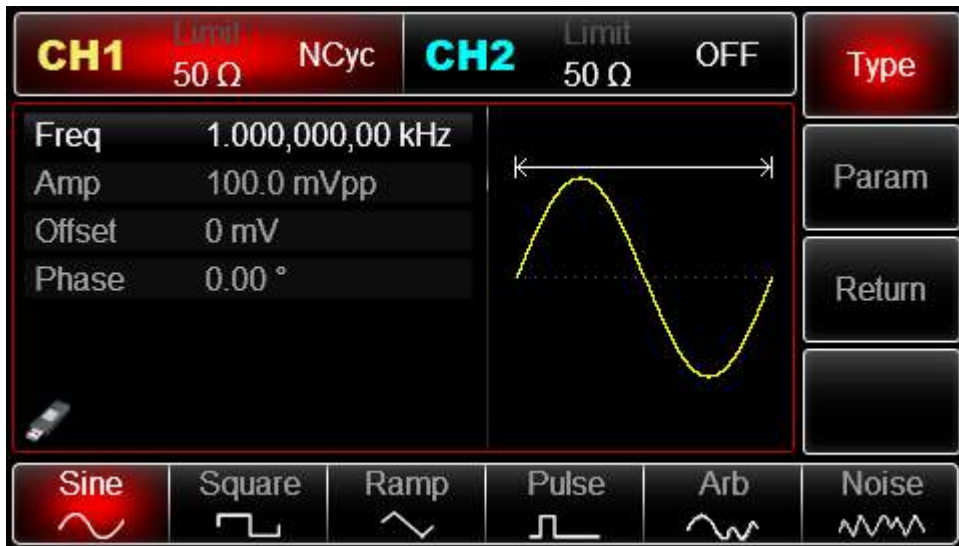 CH1 Limit 50 Ω NCyc CH2 Limit 50 Ω OFF
Type
Freq 1.000,000,00 kHz
Amp 100.0 mVpp
Offset 0 mV
Phase 0.00 °
Param
Return
Sine Square Ramp Pulse Arb Noise